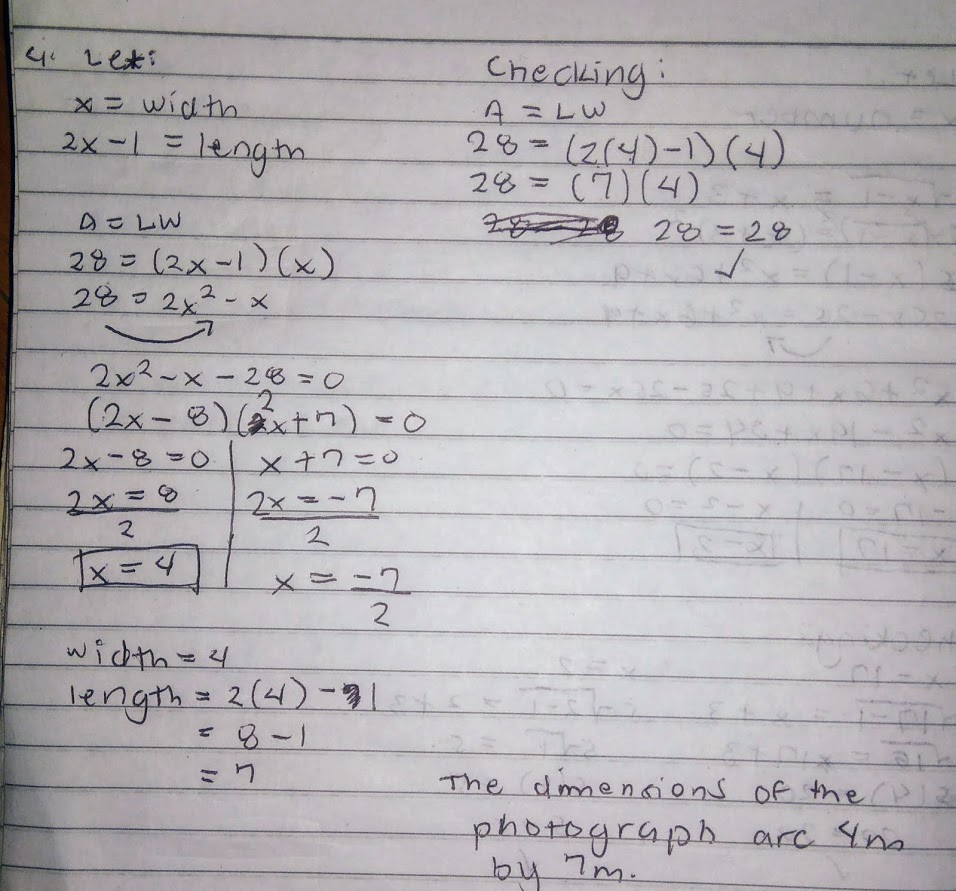 4. Let:
x = width
2x - 1 = length
A = LW
28 = (2x-1)(x)
28 = 2x² - x
2x² - x - 28 = 0
(2x - 8)(2x + 7) = 0
2x - 8 = 0 | x + 7 = 0
2x = 8 | 2x = -7
2 | 2
x = 4 | x = -7
2
width = 4
length = 2(4) - 1
= 8 - 1
= 7
Checking:
A = LW
28 = (2(4)-1)(4)
28 = (7)(4)
28 = 28
✓
The dimensions of the
photograph are 4m
by 7m.